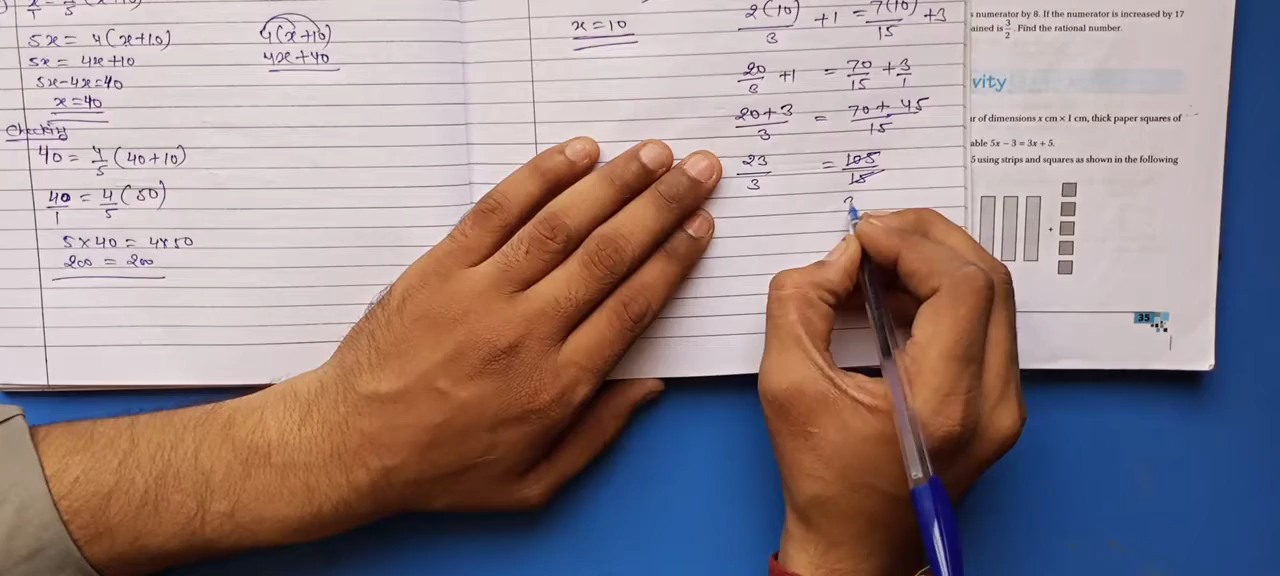 5x = 4(x+10)
5x = 4x+10
5x-4x=40
x=40
Checking
40 = 4/5 (40+10)
40/1 = 4/5 (50)
5×40 = 4×50
200 = 200
4(x+10)
4x+40
x=10
2(10)/3 +1 = 7(10)/15 +3
20/3 +1 = 70/15 + 3/1
20+3/3 = 70+45/15
23/3 = 105/15
numerator by 8. If the numerator is increased by 17
ained is 3/2. Find the rational number.
vity
r of dimensions x cm × 1 cm, thick paper squares of
able 5x – 3 = 3x + 5.
5 using strips and squares as shown in the following
+
35